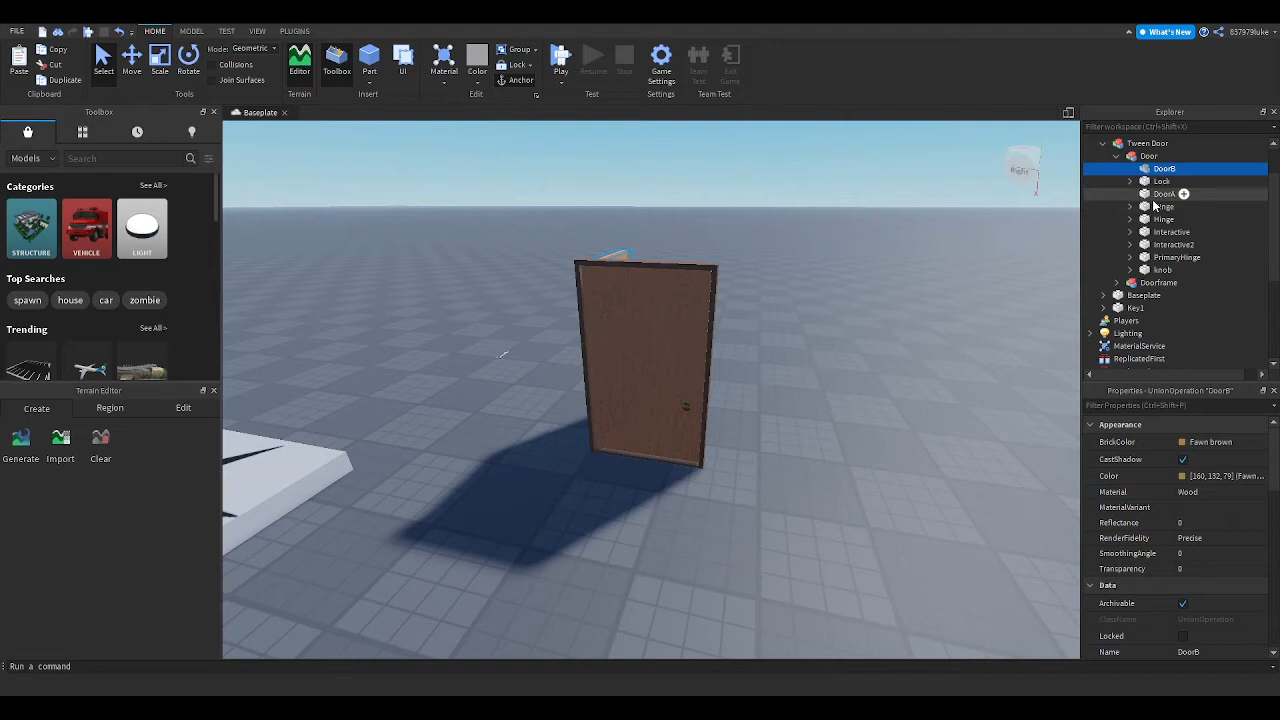 FILE HOME MODEL TEST VIEW PLUGINS What's New 837979luke
Paste Copy Cut Duplicate Select Move Scale Rotate Mode: Geometric Collisions Join Surfaces Editor Toolbox Part UI Material Color Group Lock Anchor Play Resume Stop Game Settings Team Test Exit Game
Clipboard Tools Terrain Insert Edit Test Settings Team Test
Toolbox
Baseplate
Explorer
Filter workspace (Ctrl+Shift+X)
Models Search
Categories See All >
STRUCTURE VEHICLE LIGHT
Top Searches
spawn house car zombie
Trending See All >
Terrain Editor
Create Region Edit
Generate Import Clear
Right
X
Tween Door
Door
DoorB
Lock
DoorA
Hinge
Interactive
Interactive2
PrimaryHinge
knob
Doorframe
Baseplate
Key1
Players
Lighting
MaterialService
ReplicatedFirst
Properties - UnionOperation "DoorB"
Filter Properties (Ctrl+Shift+P)
Appearance
BrickColor Fawn brown
CastShadow
Color [160, 132, 79] (Fawn...
Material Wood
MaterialVariant
Reflectance 0
RenderFidelity Precise
SmoothingAngle 0
Transparency 0
Data
Archivable
ClassName UnionOperation
Locked
Name DoorB
Run a command